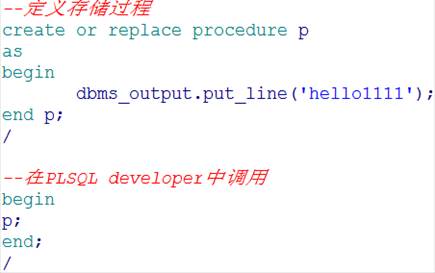 --定义存储过程
create or replace procedure p
as
begin
dbms_output.put_line('hello1111');
end p;
/
--在PLSQL developer中调用
begin
p;
end;
/